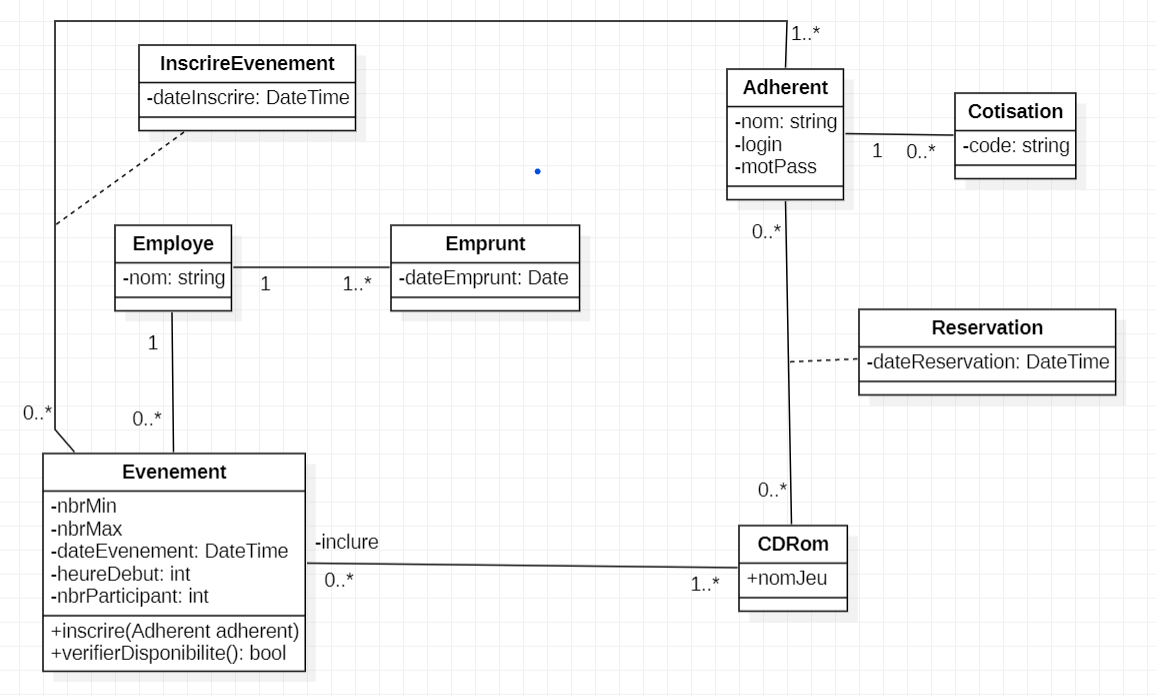 1..*
InscrireEvenement
-dateInscrire: DateTime
Adherent
-nom: string
-login
-motPass
Cotisation
-code: string
1
0..*
0..*
Employe
-nom: string
Emprunt
-dateEmprunt: Date
1
1..*
Reservation
-dateReservation: DateTime
1
0..*
0..*
0..*
Evenement
-nbrMin
-nbrMax
-dateEvenement: DateTime
-heureDebut: int
-nbrParticipant: int
+inscrire(Adherent adherent)
+verifierDisponibilite(): bool
-inclure
0..*
1..*
CDRom
+nomJeu